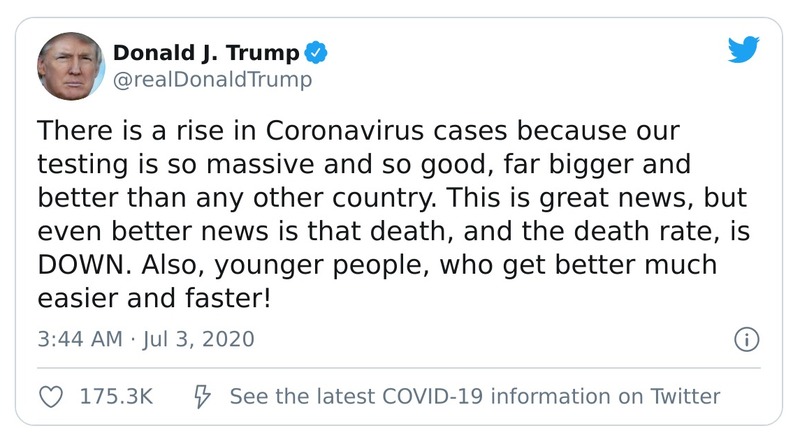 Donald J. Trump
@realDonaldTrump
There is a rise in Coronavirus cases because our
testing is so massive and so good, far bigger and
better than any other country. This is great news, but
even better news is that death, and the death rate, is
DOWN. Also, younger people, who get better much
easier and faster!
3:44 AM · Jul 3, 2020
175.3K See the latest COVID-19 information on Twitter